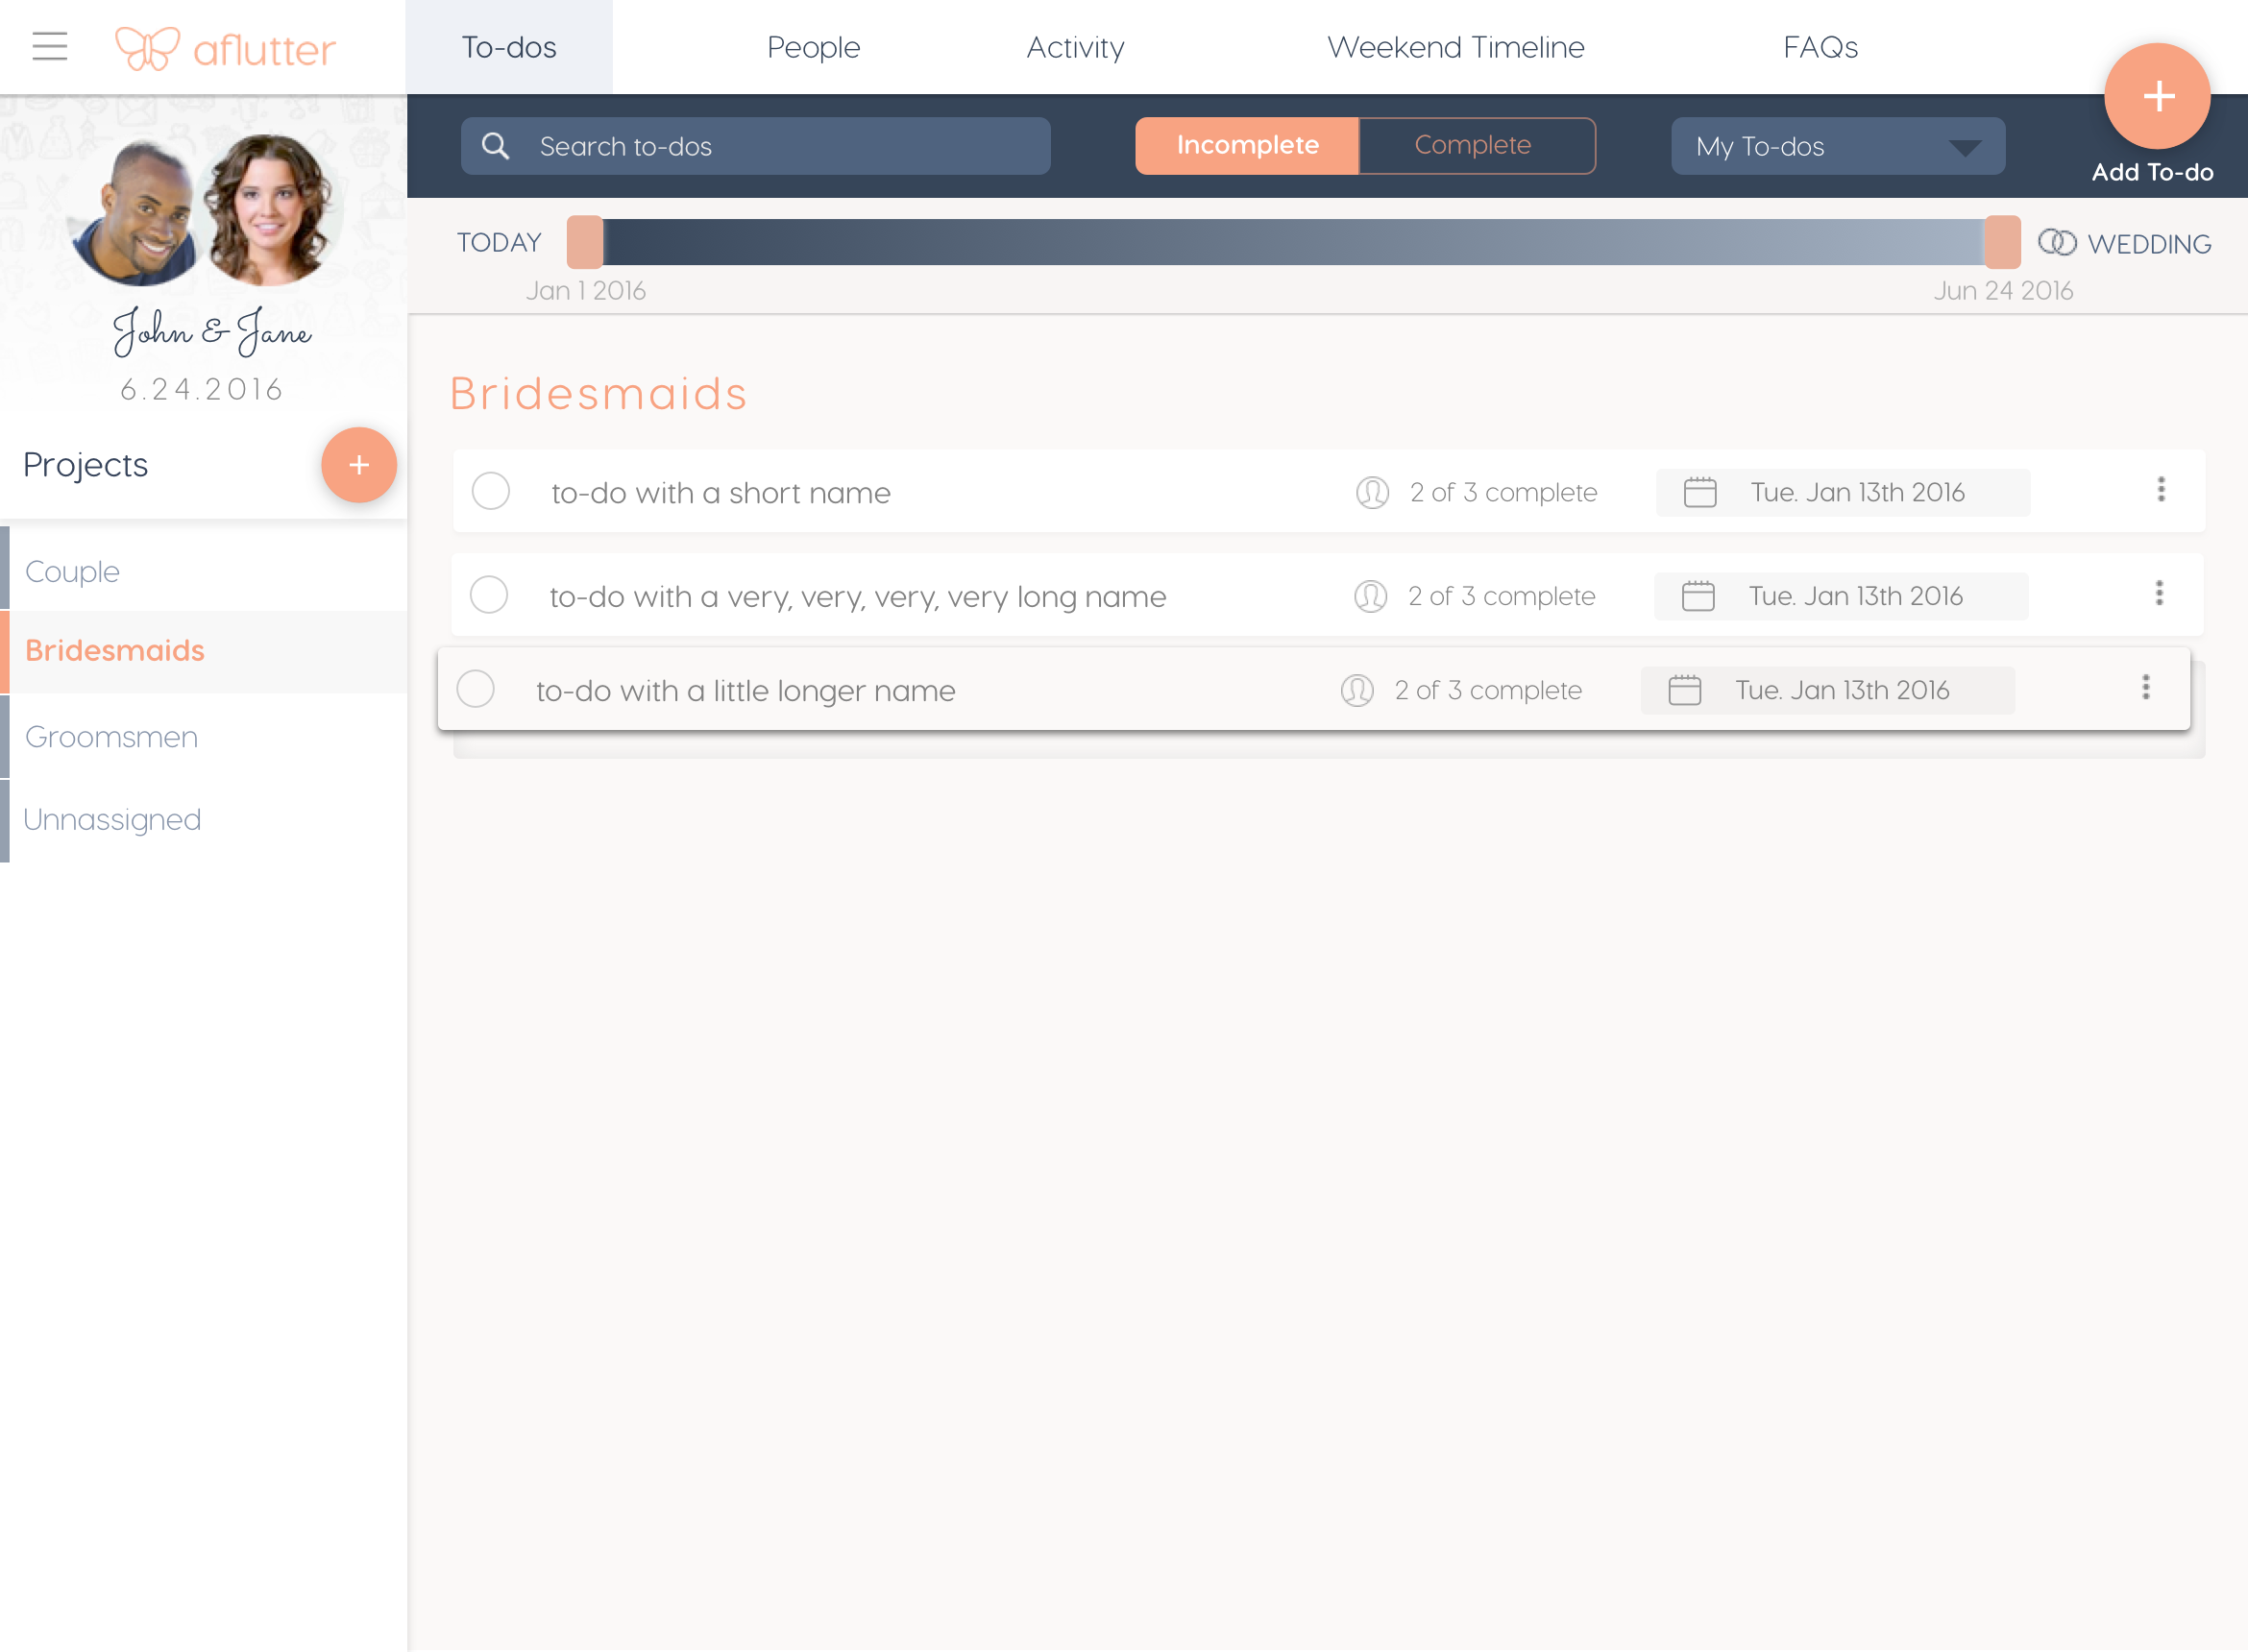 aflutter
To-dos
People
Activity
Weekend Timeline
FAQs
Search to-dos
Incomplete
Complete
My To-dos
Add To-do
TODAY
WEDDING
Jan 1 2016
Jun 24 2016
John & Jane
6.24.2016
Projects
Couple
Bridesmaids
Groomsmen
Unnassigned
Bridesmaids
to-do with a short name 2 of 3 complete Tue. Jan 13th 2016
to-do with a very, very, very, very long name 2 of 3 complete Tue. Jan 13th 2016
to-do with a little longer name 2 of 3 complete Tue. Jan 13th 2016